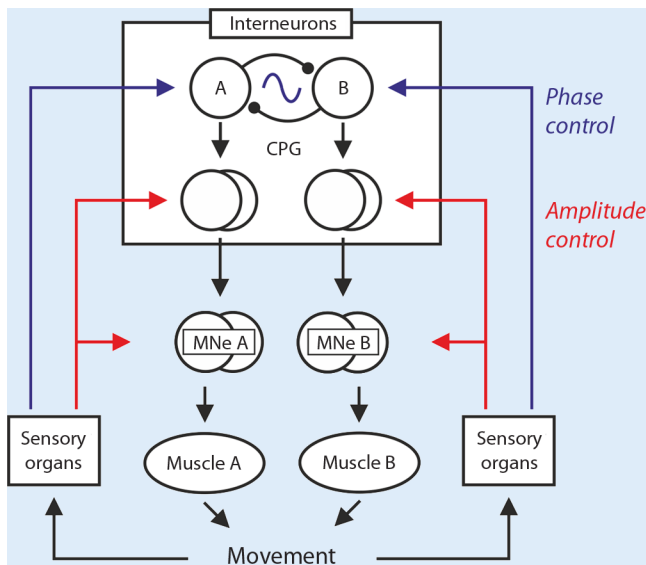 Interneurons
A
B
Phase
control
CPG
Amplitude
control
MNe A
MNe B
Sensory
organs
Muscle A
Muscle B
Sensory
organs
Movement